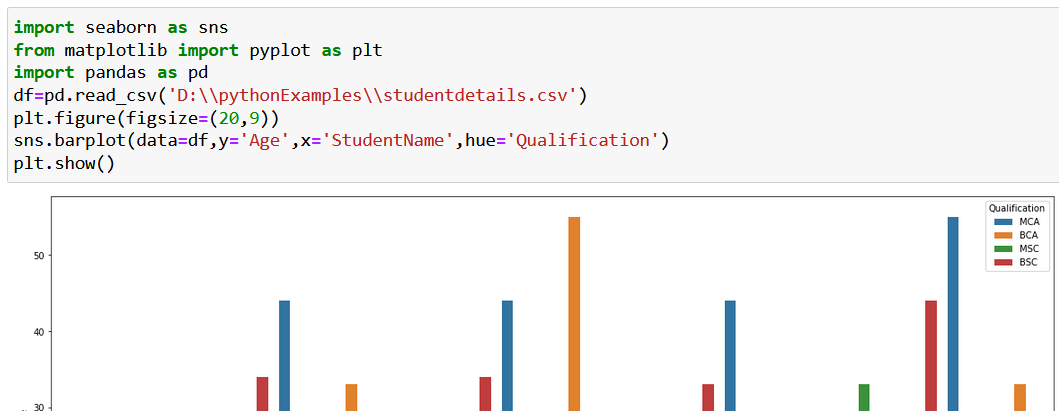 import seaborn as sns
from matplotlib import pyplot as plt
import pandas as pd
df=pd.read_csv('D:\\pythonExamples\\studentdetails.csv')
plt.figure(figsize=(20,9))
sns.barplot(data=df,y='Age',x='StudentName',hue='Qualification')
plt.show()
Qualification
MCA
BCA
MSC
BSC
50
40
30